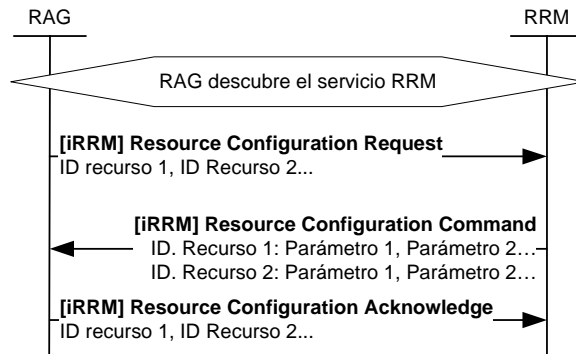 RAG
RRM
RAG descubre el servicio RRM
[iRRM] Resource Configuration Request
ID recurso 1, ID Recurso 2...
[iRRM] Resource Configuration Command
ID. Recurso 1: Parámetro 1, Parámetro 2…
ID. Recurso 2: Parámetro 1, Parámetro 2…
[iRRM] Resource Configuration Acknowledge
ID recurso 1, ID Recurso 2...